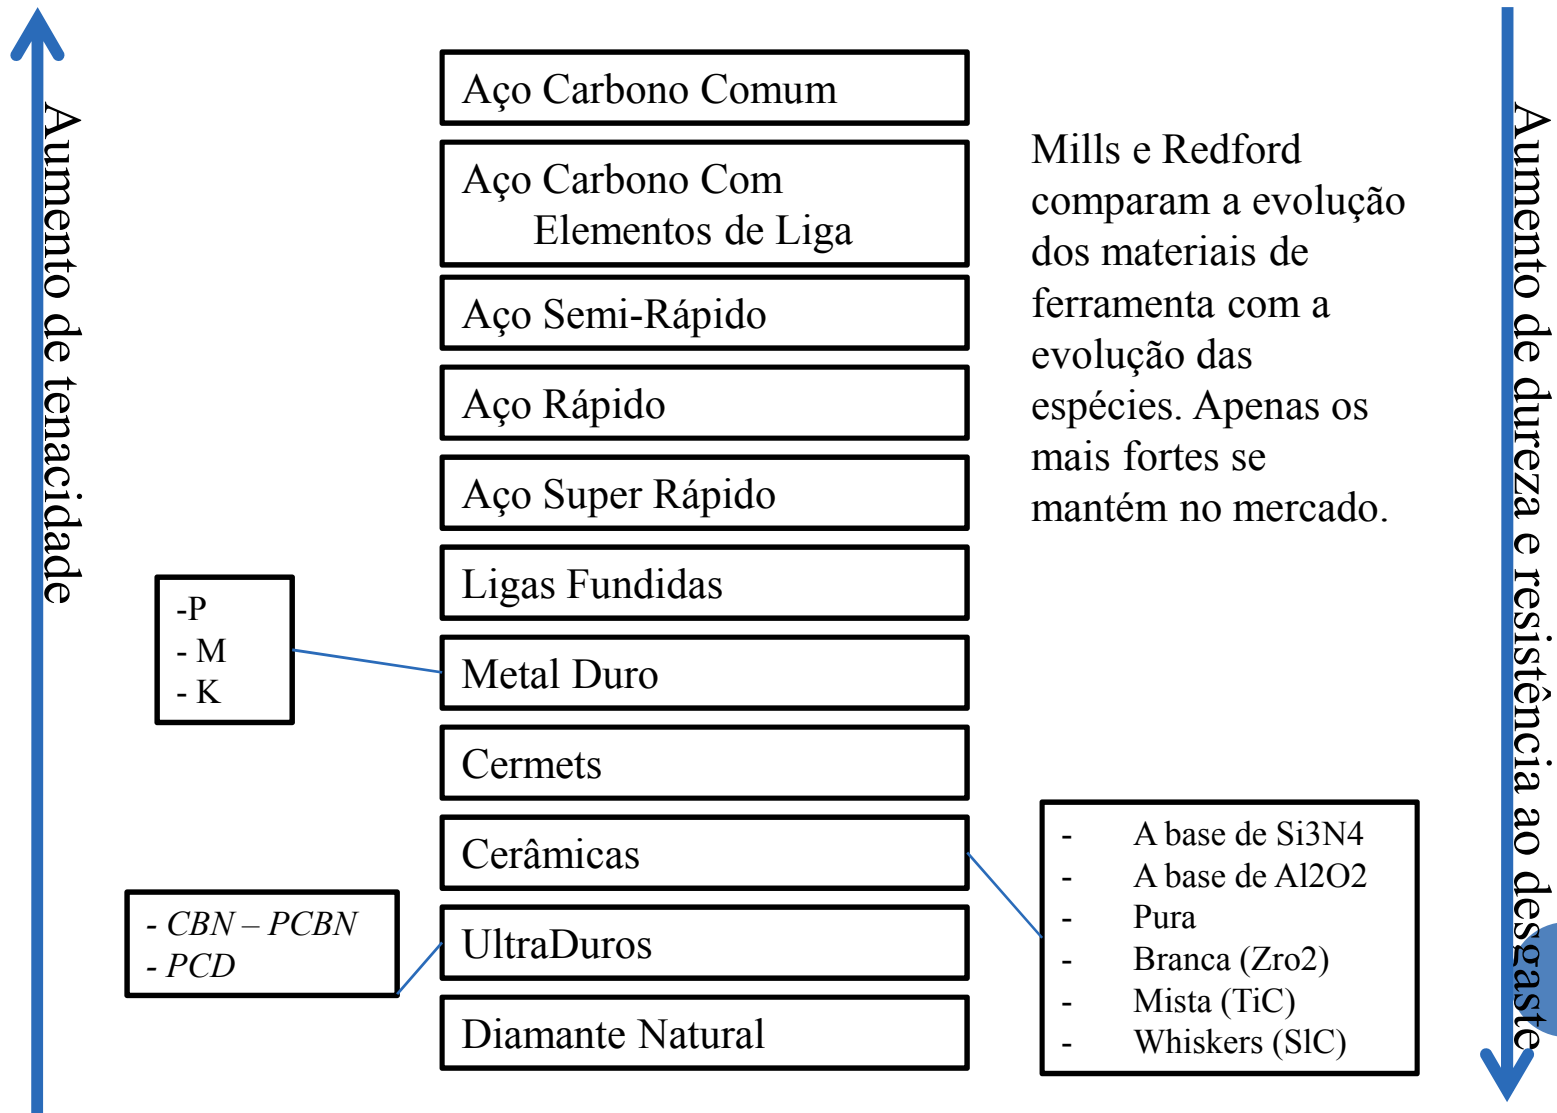 Aumento de tenacidade
Aço Carbono Comum
Aço Carbono Com
Elementos de Liga
Aço Semi-Rápido
Aço Rápido
Aço Super Rápido
Ligas Fundidas
Metal Duro
Cermets
Cerâmicas
UltraDuros
Diamante Natural
-P
- M
- K
- CBN – PCBN
- PCD
Mills e Redford
comparam a evolução
dos materiais de
ferramenta com a
evolução das
espécies. Apenas os
mais fortes se
mantém no mercado.
- A base de Si3N4
- A base de Al2O2
- Pura
- Branca (Zro2)
- Mista (TiC)
- Whiskers (SlC)
Aumento de dureza e resistência ao desgaste